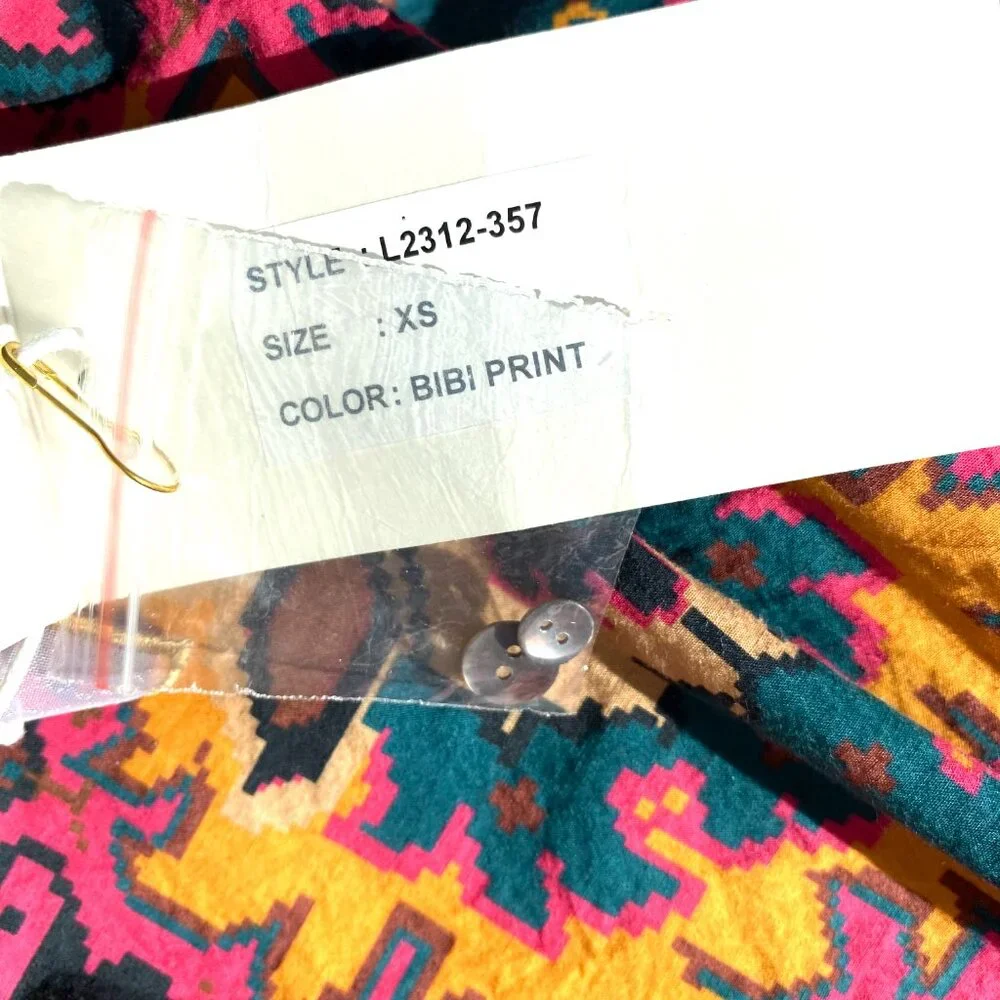 STYLE : L2312-357
SIZE : XS
COLOR: BIBI PRINT